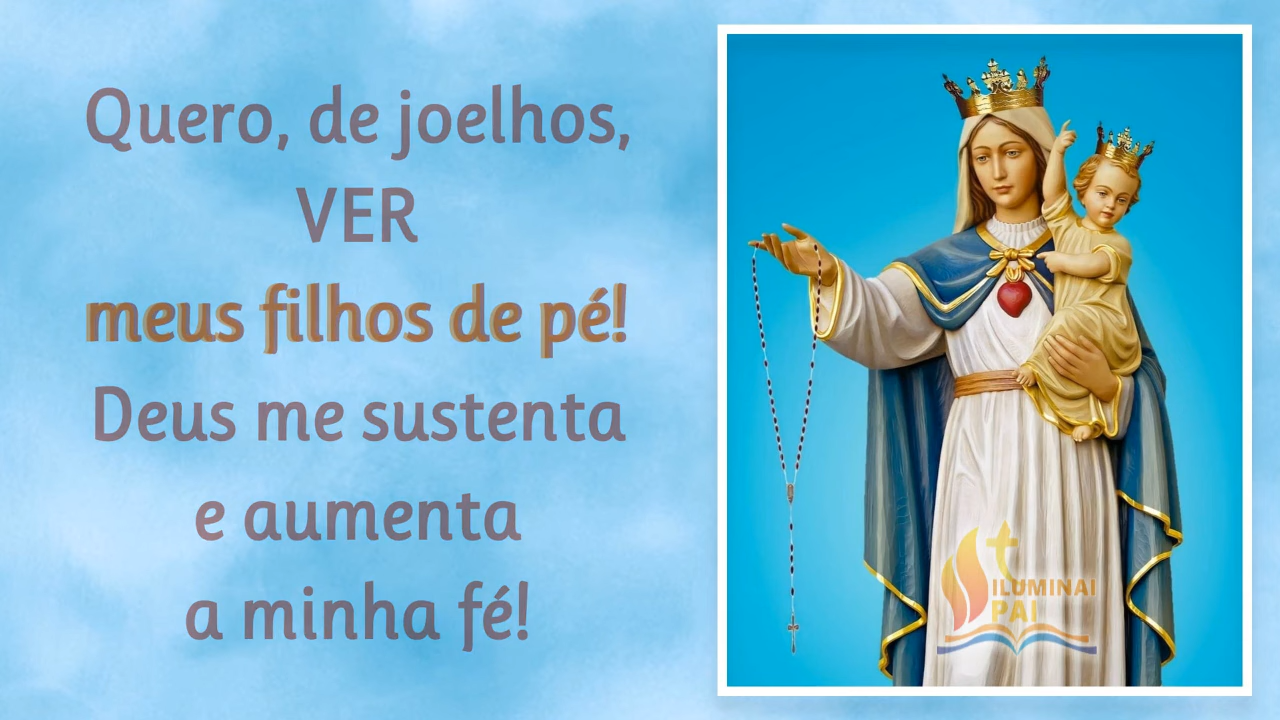 Quero, de joelhos,
VER
meus filhos de pé!
Deus me sustenta
e aumenta
a minha fé!
ILUMINAI
PAI